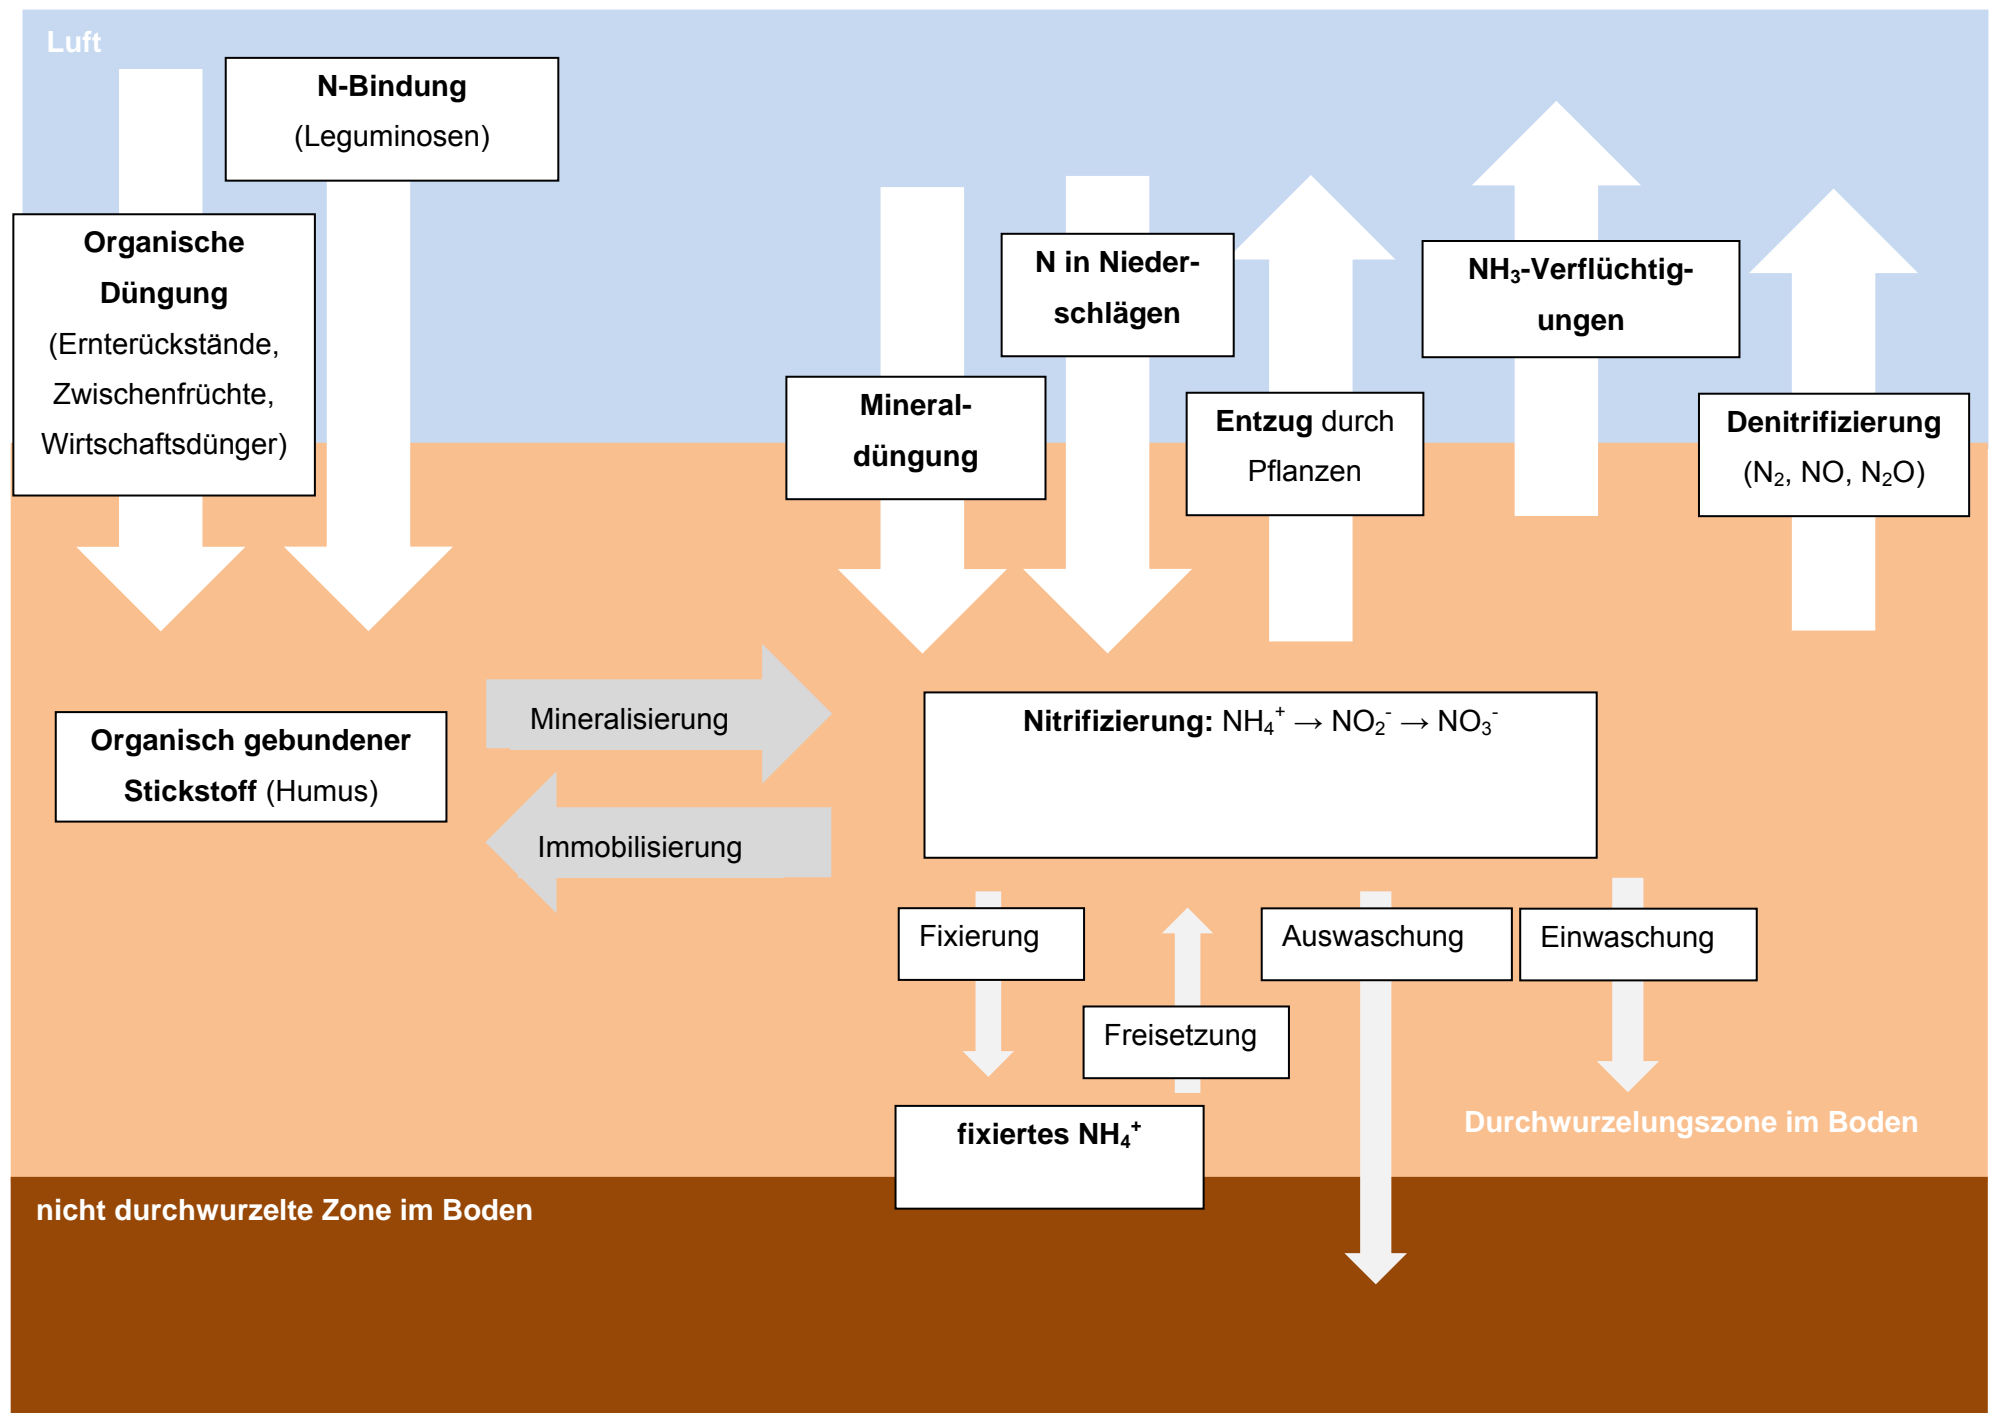 Luft
N-Bindung
(Leguminosen)
Organische
Düngung
(Ernterückstände,
Zwischenfrüchte,
Wirtschaftsdünger)
N in Nieder-
schlägen
NH₃-Verflüchtig-
ungen
Mineral-
düngung
Entzug durch
Pflanzen
Denitrifizierung
(N₂, NO, N₂O)
Mineralisierung
Organisch gebundener
Stickstoff (Humus)
Nitrifizierung: NH₄⁺ → NO₂⁻ → NO₃⁻
Immobilisierung
Fixierung
Auswaschung
Einwaschung
Freisetzung
fixiertes NH₄⁺
Durchwurzelungszone im Boden
nicht durchwurzelte Zone im Boden